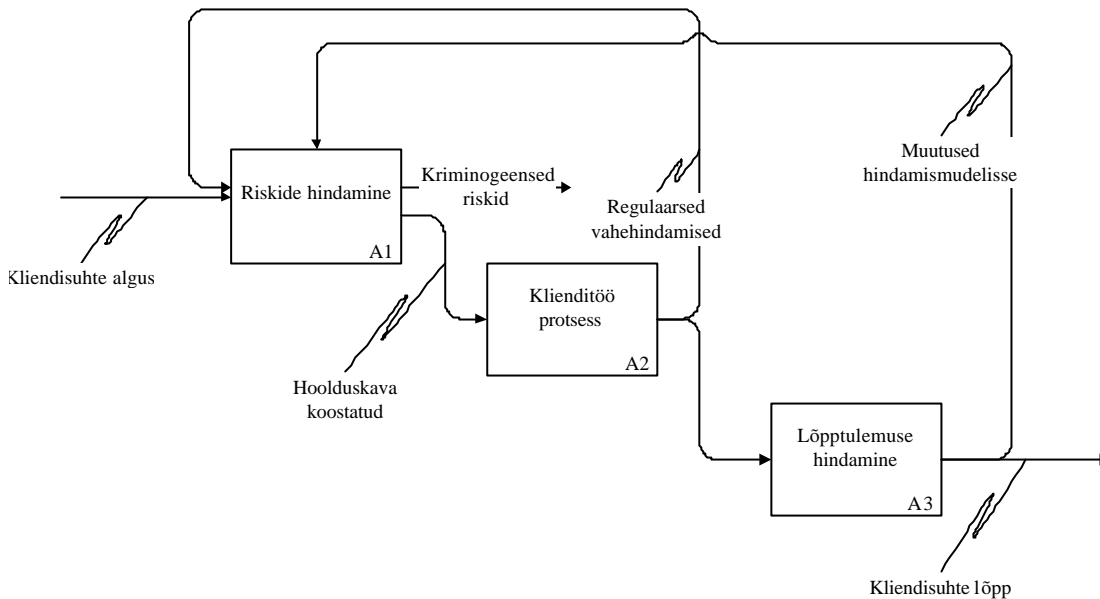 Riskide hindamine
A1
Kriminogeensed
riskid
Regulaarsed
vahehindamised
Muutused
hindamismudelisse
Kliendisuhte algus
Klienditöö
protsess
A2
Hoolduskava
koostatud
Lõpptulemuse
hindamine
A3
Kliendisuhte lõpp